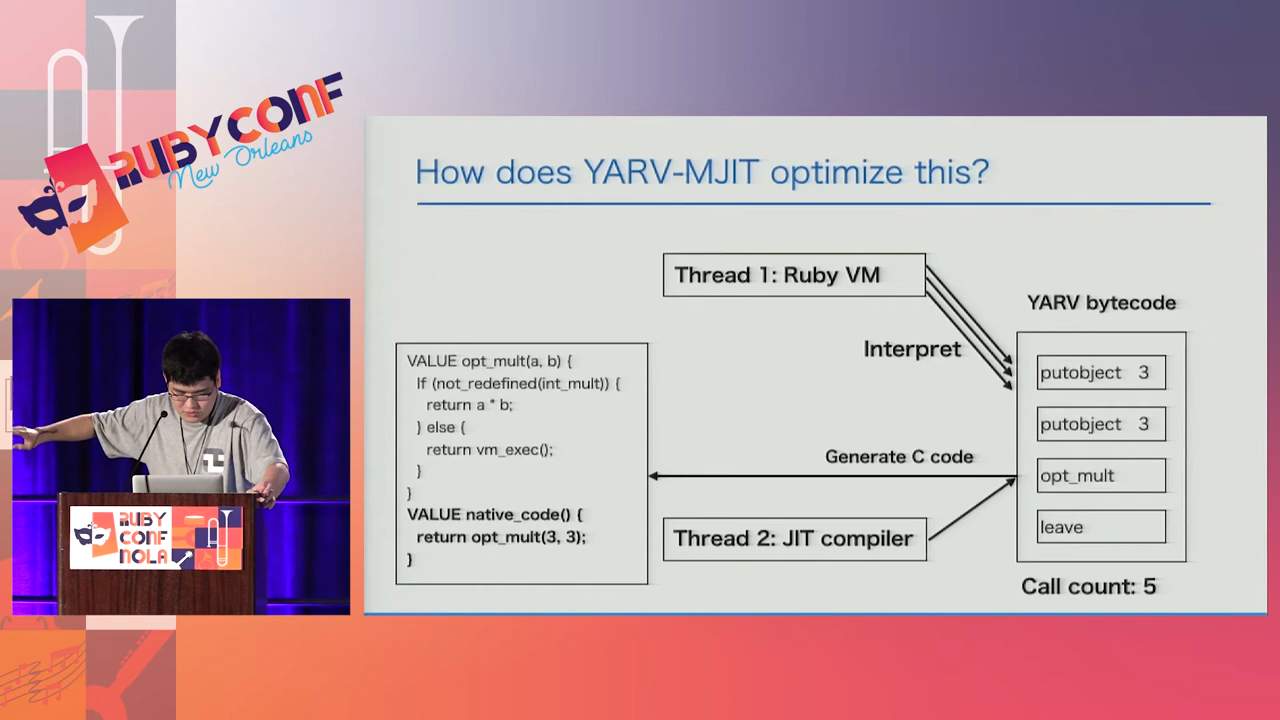 RUBYCONF
New Orleans
How does YARV-MJIT optimize this?
Thread 1: Ruby VM
YARV bytecode
Interpret
putobject 3
putobject 3
opt_mult
leave
Call count: 5
Generate C code
Thread 2: JIT compiler
VALUE opt_mult(a, b) {
If (not_redefined(int_mult)) {
return a * b;
} else {
return vm_exec();
}
}
VALUE native_code() {
return opt_mult(3, 3);
}
RUBY
CONF
NOLA